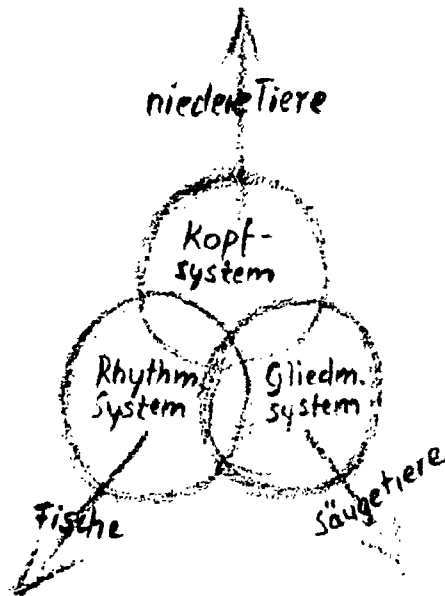 niedere Tiere
Kopf-
system
Rhythm.
System
Gliedm.
system
Fische
Säugetiere